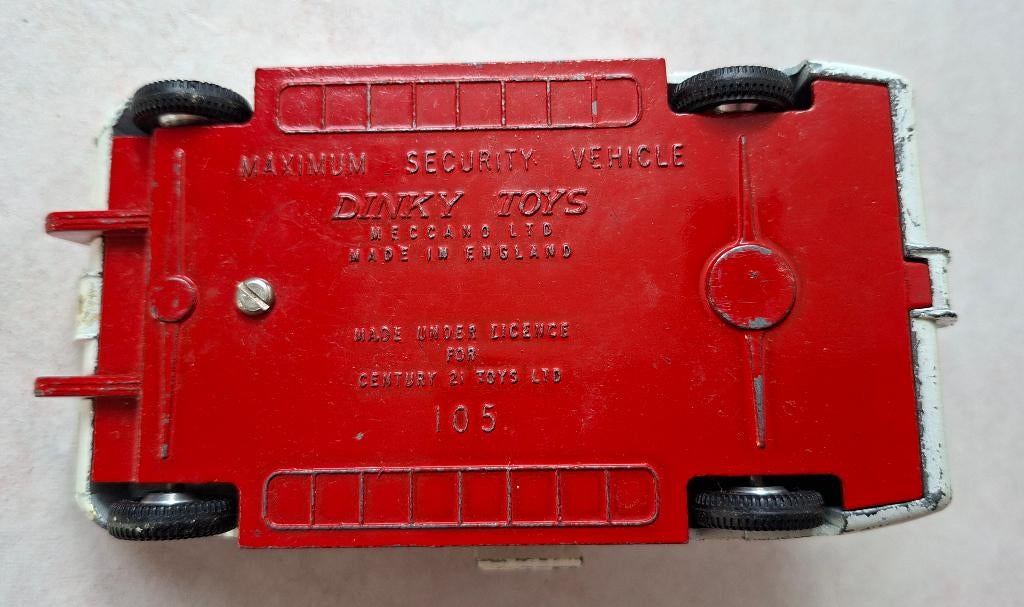 MAXIMUM SECURITY VEHICLE
DINKY TOYS
MECCANO LTD
MADE IN ENGLAND
MADE UNDER LICENCE
FOR
CENTURY 21 TOYS LTD
105